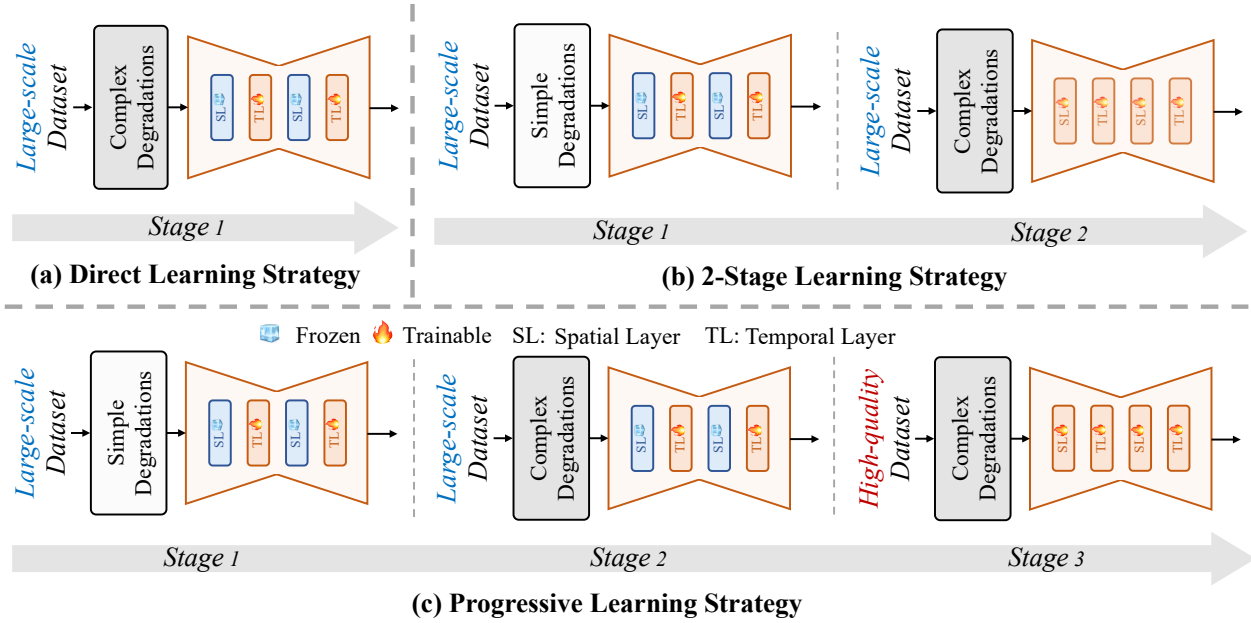 Large-scale
Dataset
Complex
Degradations
SL
TL
SL
TL
Stage 1
(a) Direct Learning Strategy
Large-scale
Dataset
Simple
Degradations
SL
TL
SL
TL
Stage 1
Large-scale
Dataset
Complex
Degradations
SL
TL
SL
TL
Stage 2
(b) 2-Stage Learning Strategy
Frozen Trainable SL: Spatial Layer TL: Temporal Layer
Large-scale
Dataset
Simple
Degradations
SL
TL
SL
TL
Stage 1
Large-scale
Dataset
Complex
Degradations
SL
TL
SL
TL
Stage 2
High-quality
Dataset
Complex
Degradations
SL
TL
SL
TL
Stage 3
(c) Progressive Learning Strategy